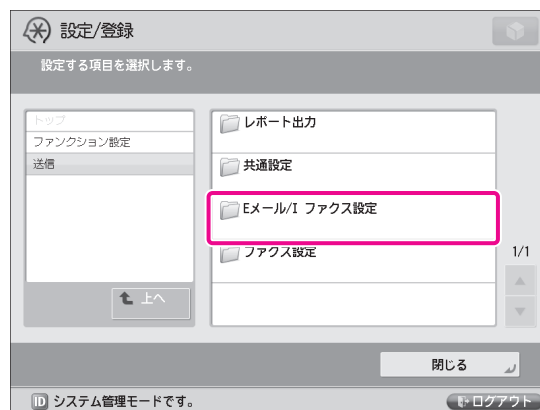 設定/登録
設定する項目を選択します。
トップ
ファンクション設定
送信
上へ
レポート出力
共通設定
Eメール/I ファクス設定
ファクス設定
1/1
閉じる
ID システム管理モードです。
ログアウト